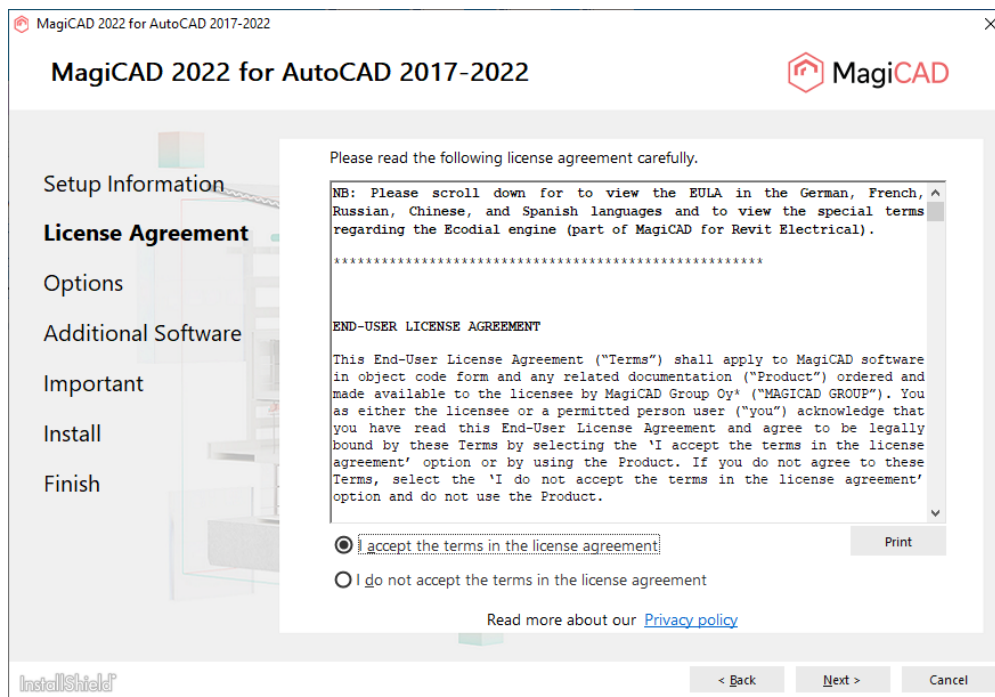 MagiCAD 2022 for AutoCAD 2017-2022
MagiCAD 2022 for AutoCAD 2017-2022
MagiCAD
Setup Information
License Agreement
Options
Additional Software
Important
Install
Finish
Please read the following license agreement carefully.
NB: Please scroll down for to view the EULA in the German, French,
Russian, Chinese, and Spanish languages and to view the special terms
regarding the Ecodial engine (part of MagiCAD for Revit Electrical).
******************************************************
END-USER LICENSE AGREEMENT
This End-User License Agreement (“Terms”) shall apply to MagiCAD software
in object code form and any related documentation (“Product”) ordered and
made available to the licensee by MagiCAD Group Oy* (“MAGICAD GROUP”). You
as either the licensee or a permitted person user (“you”) acknowledge that
you have read this End-User License Agreement and agree to be legally
bound by these Terms by selecting the ‘I accept the terms in the license
agreement’ option or by using the Product. If you do not agree to these
Terms, select the ‘I do not accept the terms in the license agreement’
option and do not use the Product.
I accept the terms in the license agreement
Print
I do not accept the terms in the license agreement
Read more about our Privacy policy
InstallShield
< Back
Next >
Cancel